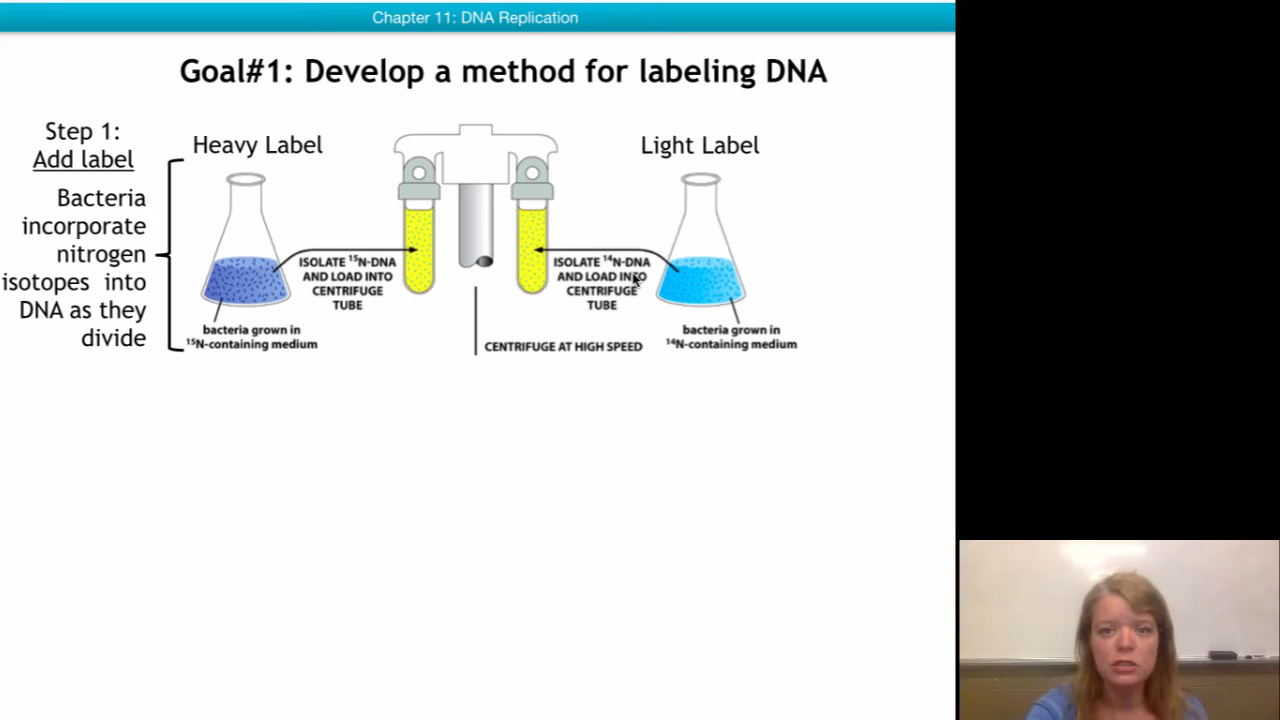 Chapter 11: DNA Replication
Goal#1: Develop a method for labeling DNA
Step 1:
Add label
Bacteria
incorporate
nitrogen
isotopes into
DNA as they
divide
Heavy Label
ISOLATE ¹⁵N-DNA
AND LOAD INTO
CENTRIFUGE
TUBE
bacteria grown in
¹⁵N-containing medium
CENTRIFUGE AT HIGH SPEED
Light Label
ISOLATE ¹⁴N-DNA
AND LOAD INTO
CENTRIFUGE
TUBE
bacteria grown in
¹⁴N-containing medium